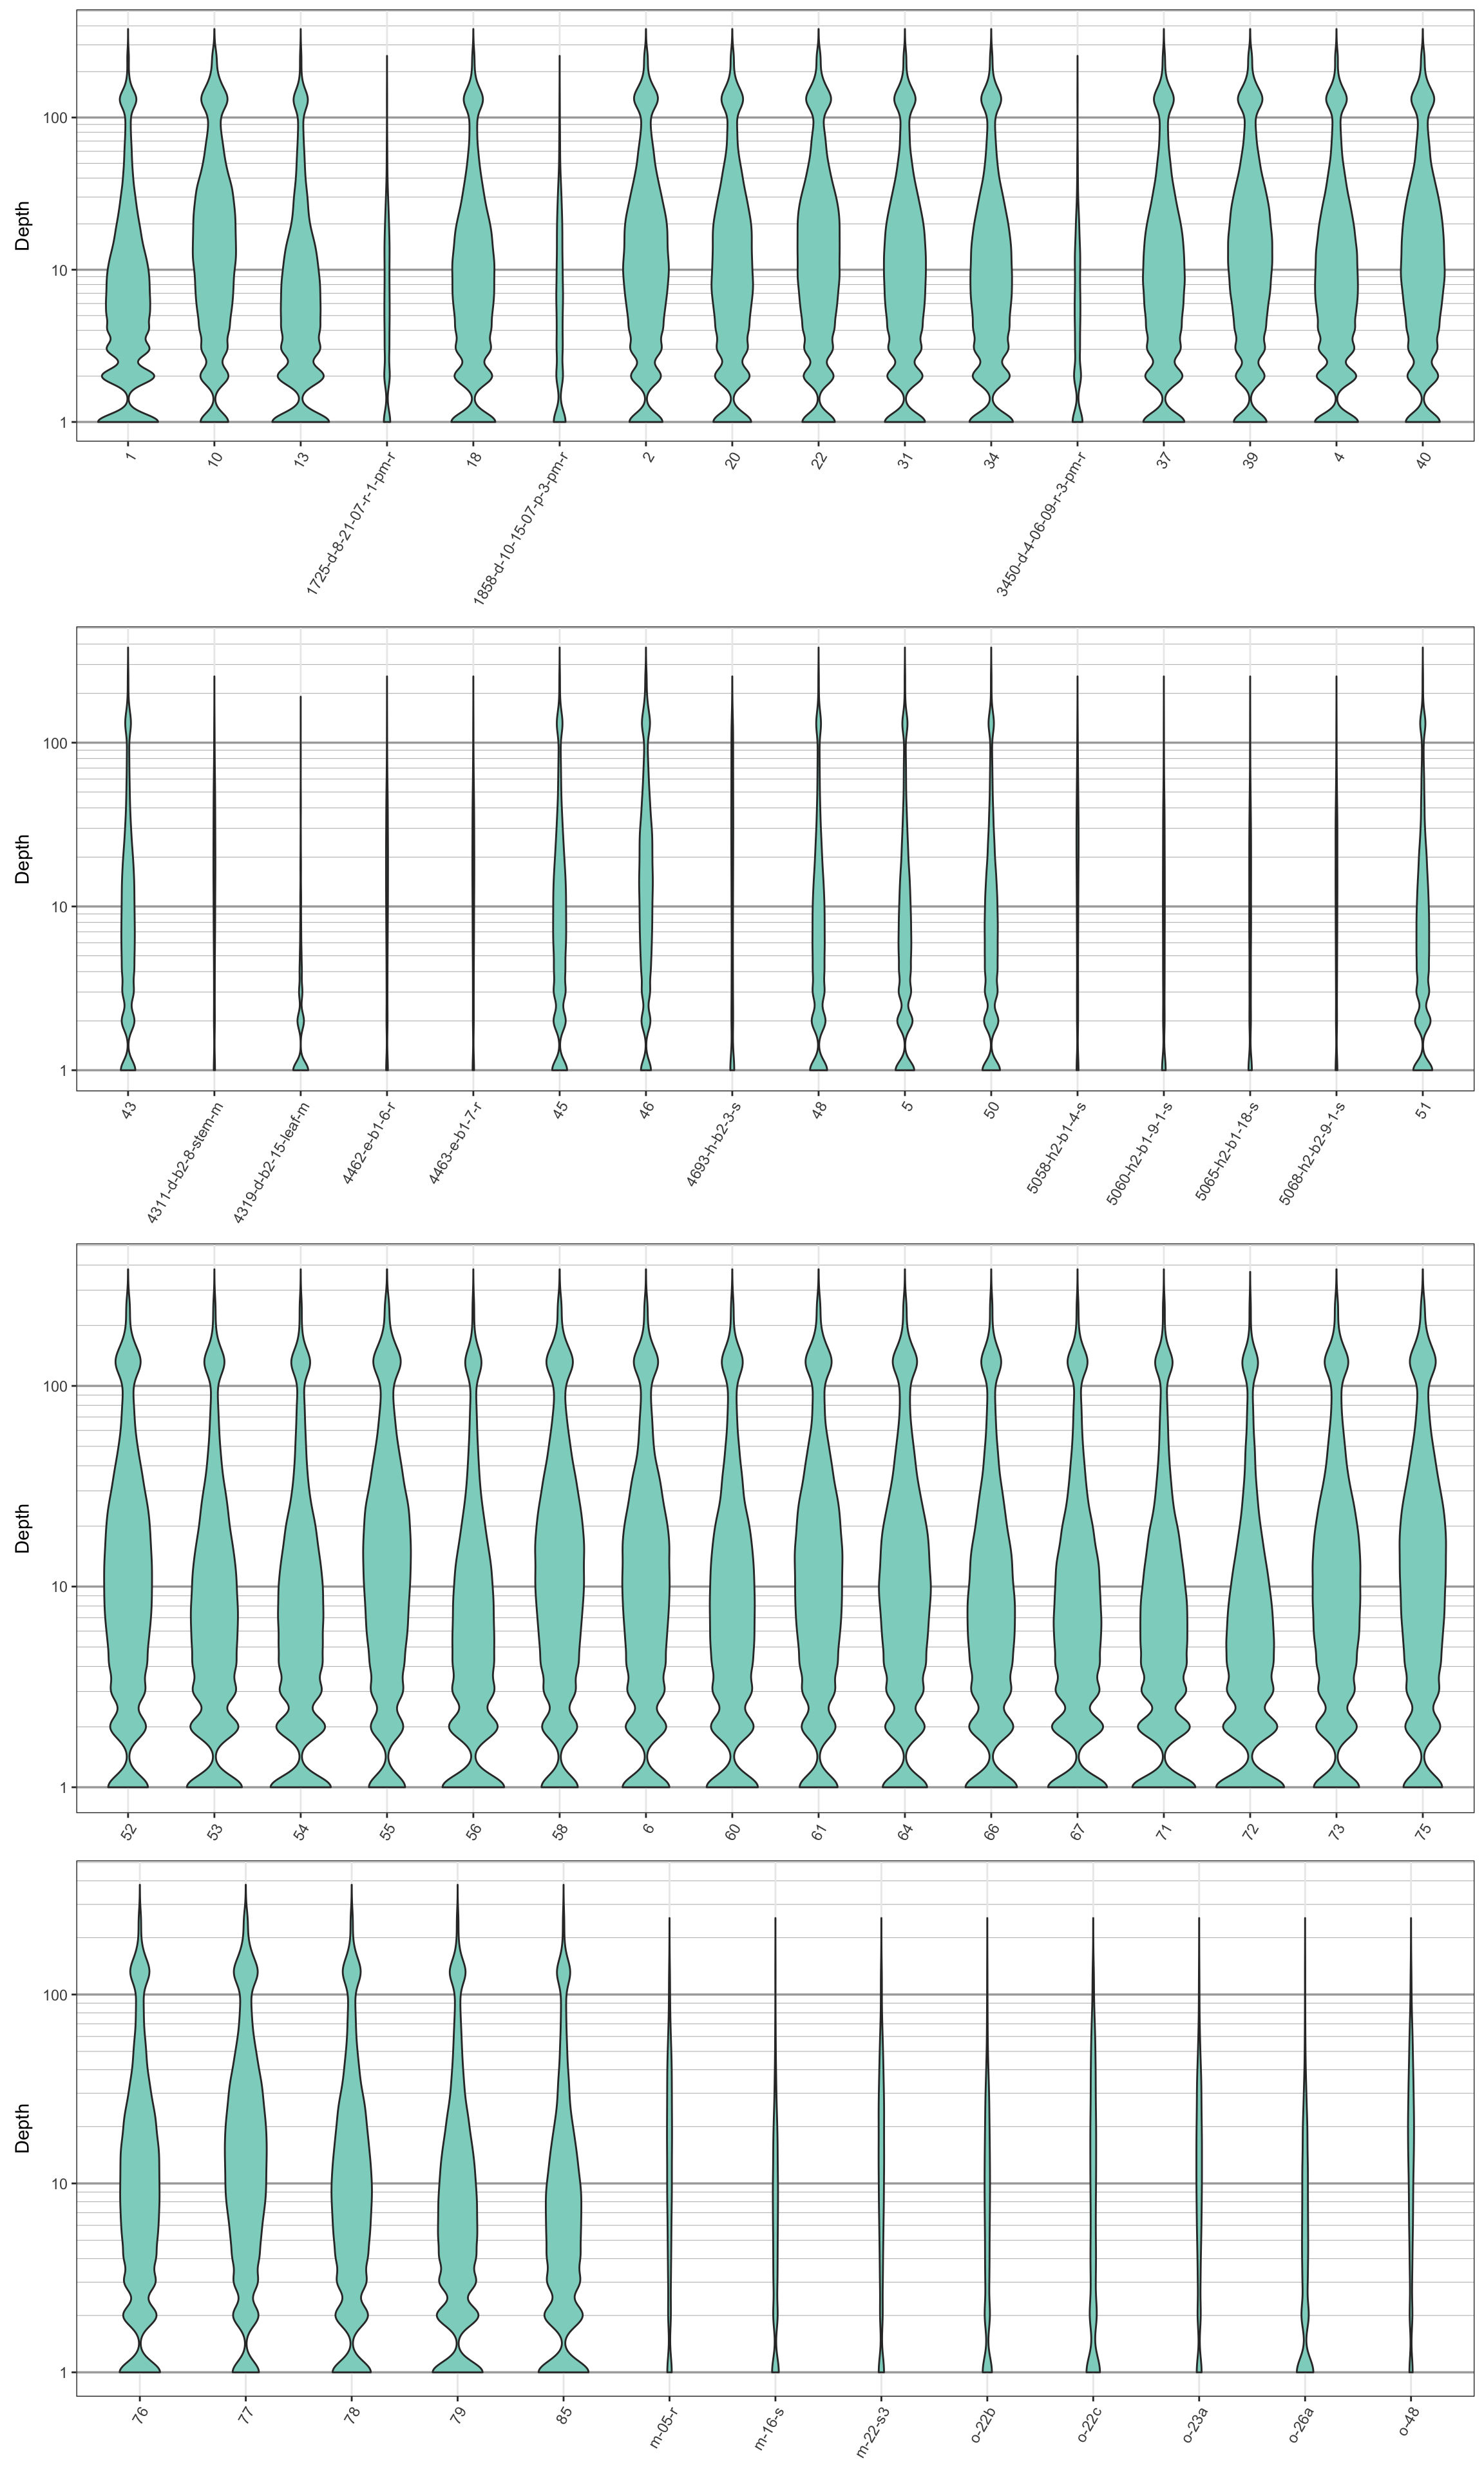 Depth
100
10
1
1
10
13
1725-d-8-21-07-r-1-pm-r
18
1858-d-10-15-07-p-3-pm-r
2
20
22
31
34
3450-d-4-06-09-r-3-pm-r
37
39
4
40
Depth
100
10
1
43
4311-d-b2-8-stem-m
4319-d-b2-15-leaf-m
4462-e-b1-6-r
4463-e-b1-7-r
45
46
4693-h-b2-3-s
48
5
50
5058-h2-b1-4-s
5060-h2-b1-9-1-s
5065-h2-b1-18-s
5068-h2-b2-9-1-s
51
Depth
100
10
1
52
53
54
55
56
58
6
60
61
64
66
67
71
72
73
75
Depth
100
10
1
76
77
78
79
85
m-05-r
m-16-s
m-22-s3
o-22b
o-22c
o-23a
o-26a
o-48